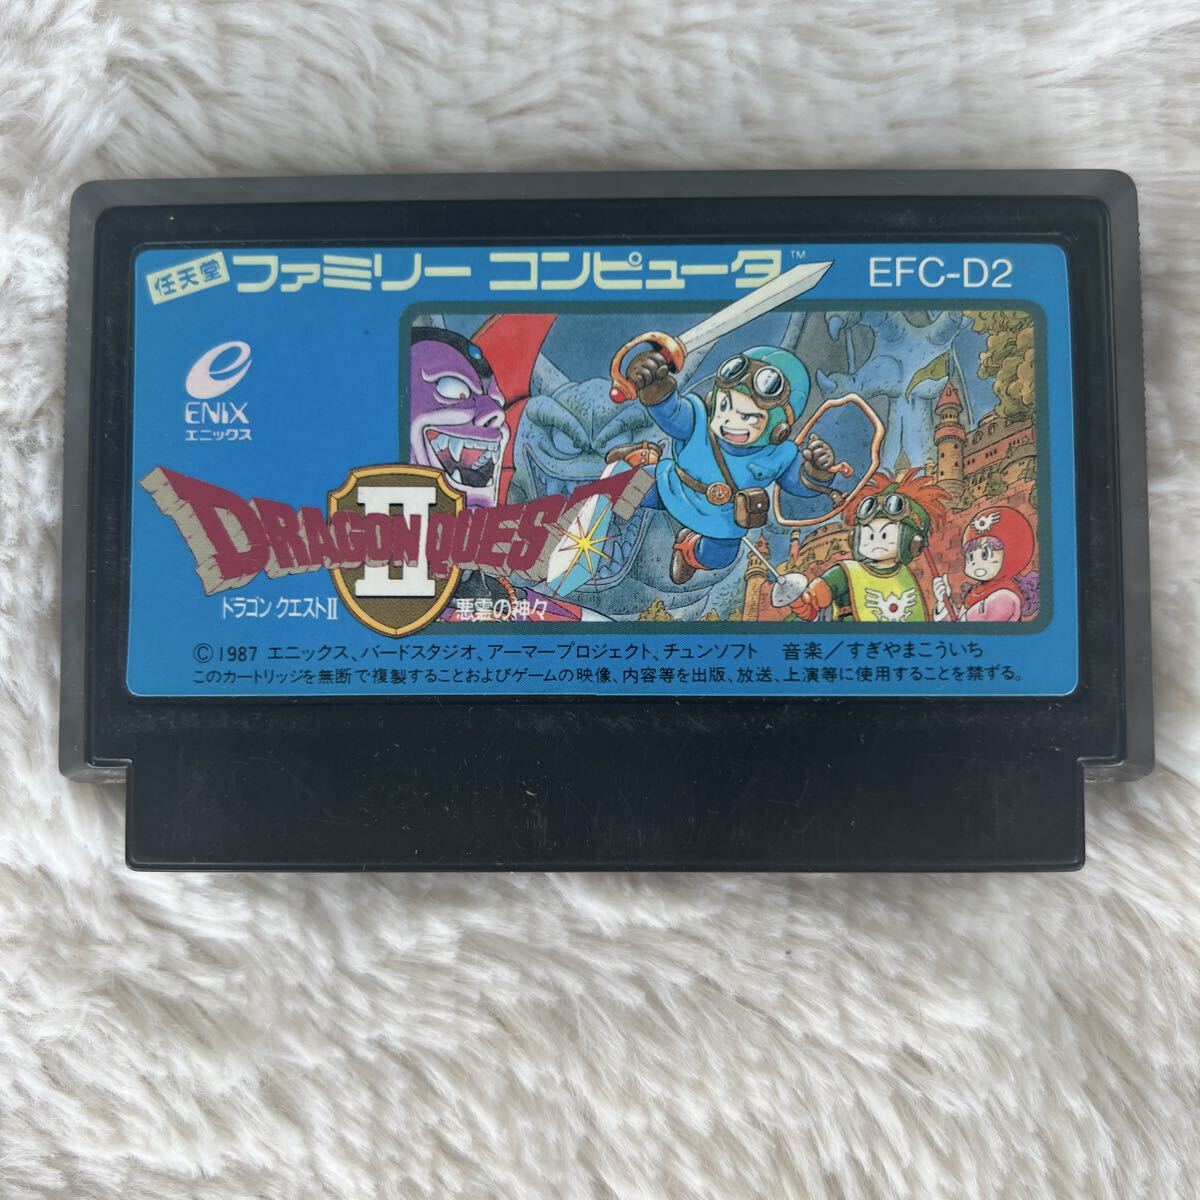 任天堂 ファミリー コンピュータ™ EFC-D2
e
ENIX
エニックス
DRAGON QUEST
II
ドラゴン クエストII 悪霊の神々
©1987 エニックス、バードスタジオ、アーマープロジェクト、チュンソフト 音楽/すぎやまこういち
このカートリッジを無断で複製することおよびゲームの映像、内容等を出版、放送、上演等に使用することを禁ずる。